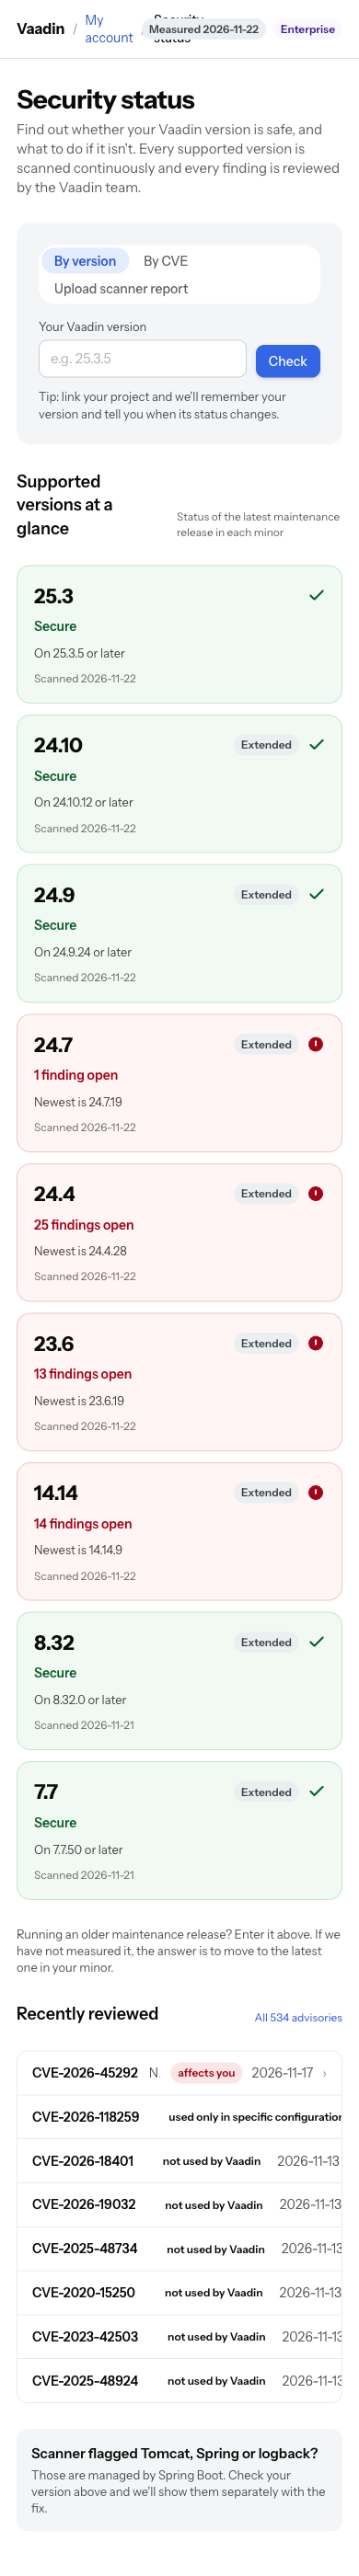 Vaadin / My account / Security status Measured 2026-11-22 Enterprise
Security status
Find out whether your Vaadin version is safe, and
what to do if it isn't. Every supported version is
scanned continuously and every finding is reviewed
by the Vaadin team.
By version By CVE
Upload scanner report
Your Vaadin version
e.g. 25.3.5 Check
Tip: link your project and we'll remember your
version and tell you when its status changes.
Supported
versions at a
glance
Status of the latest maintenance
release in each minor
25.3
Secure
On 25.3.5 or later
Scanned 2026-11-22
24.10 Extended
Secure
On 24.10.12 or later
Scanned 2026-11-22
24.9 Extended
Secure
On 24.9.24 or later
Scanned 2026-11-22
24.7 Extended
1 finding open
Newest is 24.7.19
Scanned 2026-11-22
24.4 Extended
25 findings open
Newest is 24.4.28
Scanned 2026-11-22
23.6 Extended
13 findings open
Newest is 23.6.19
Scanned 2026-11-22
14.14 Extended
14 findings open
Newest is 14.14.9
Scanned 2026-11-22
8.32 Extended
Secure
On 8.32.0 or later
Scanned 2026-11-21
7.7 Extended
Secure
On 7.7.50 or later
Scanned 2026-11-21
Running an older maintenance release? Enter it above. If we
have not measured it, the answer is to move to the latest
one in your minor.
Recently reviewed All 534 advisories
CVE-2026-45292 N. affects you 2026-11-17 ›
CVE-2026-118259 used only in specific configuration
CVE-2026-18401 not used by Vaadin 2026-11-13
CVE-2026-19032 not used by Vaadin 2026-11-13
CVE-2025-48734 not used by Vaadin 2026-11-13
CVE-2020-15250 not used by Vaadin 2026-11-13
CVE-2023-42503 not used by Vaadin 2026-11-13
CVE-2025-48924 not used by Vaadin 2026-11-13
Scanner flagged Tomcat, Spring or logback?
Those are managed by Spring Boot. Check your
version above and we'll show them separately with the
fix.